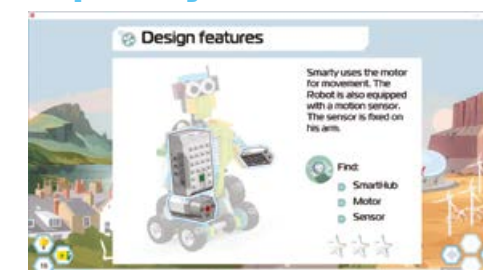 Design features
Smarty uses the motor
for movement. The
Robot is also equipped
with a motion sensor.
The sensor is fixed on
his arm.
Find:
SmartHub
Motor
Sensor